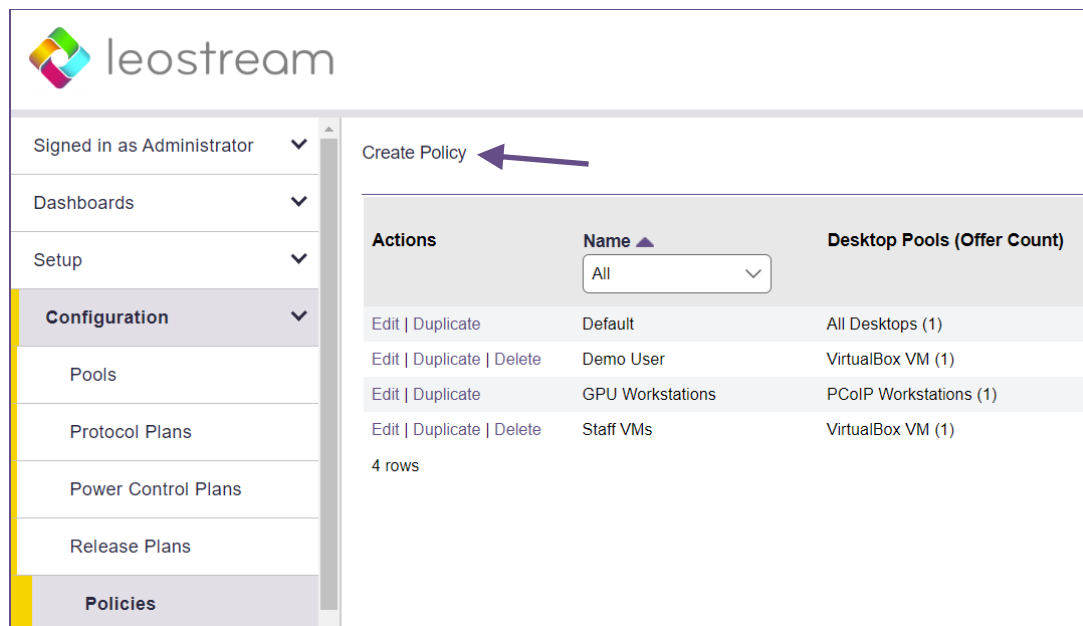 leostream
Signed in as Administrator
Dashboards
Setup
Configuration
Pools
Protocol Plans
Power Control Plans
Release Plans
Policies
Create Policy
Actions Name Desktop Pools (Offer Count)
All
Edit | Duplicate Default All Desktops (1)
Edit | Duplicate | Delete Demo User VirtualBox VM (1)
Edit | Duplicate GPU Workstations PCoIP Workstations (1)
Edit | Duplicate | Delete Staff VMs VirtualBox VM (1)
4 rows